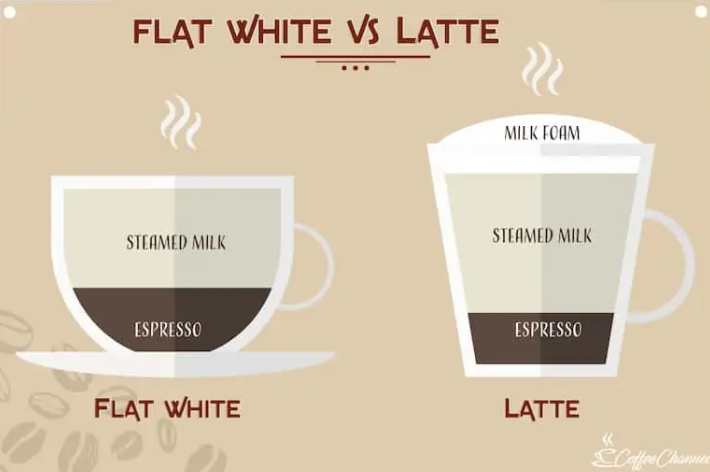 FLAT WHITE VS LATTE
MILK FOAM
STEAMED MILK
STEAMED MILK
ESPRESSO
ESPRESSO
FLAT WHITE
LATTE
CoffeeChannel